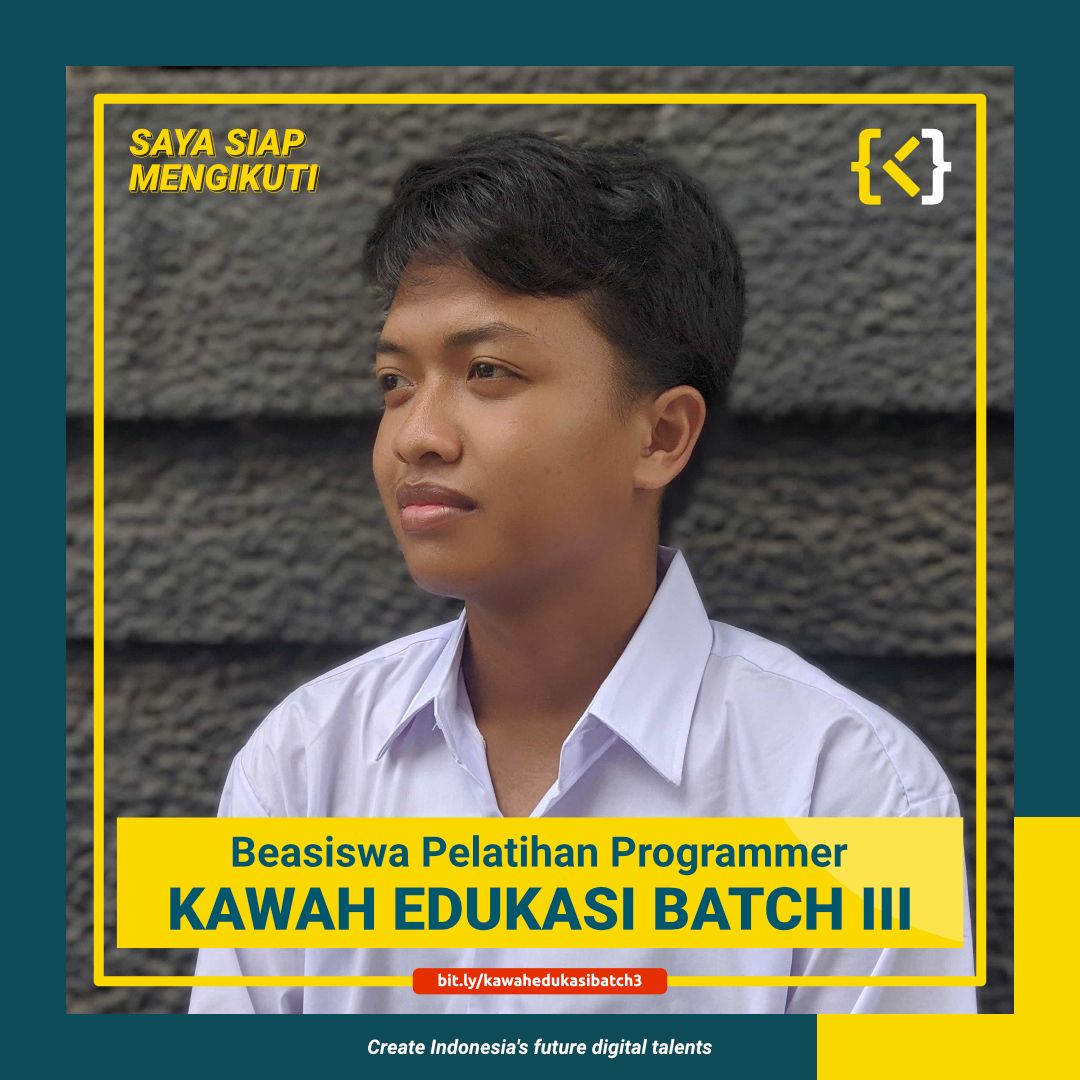 SAYA SIAP
MENGIKUTI
Beasiswa Pelatihan Programmer
KAWAH EDUKASI BATCH III
bit.ly/kawahedukasibatch3
Create Indonesia's future digital talents